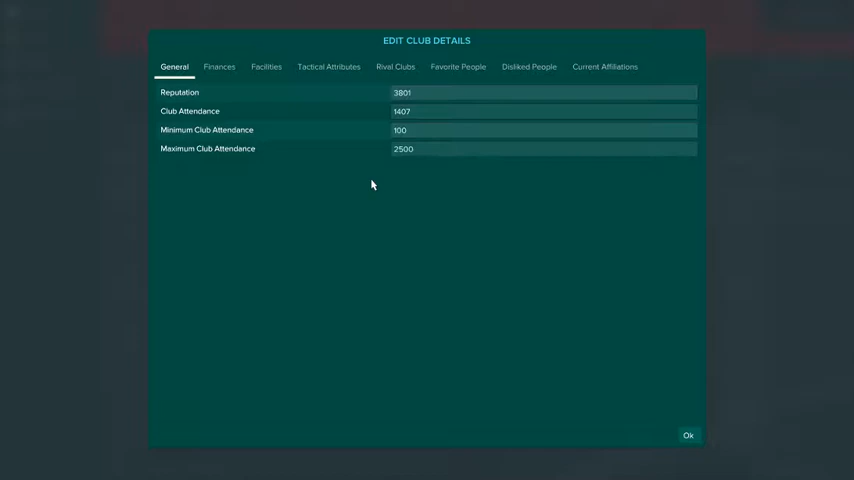 EDIT CLUB DETAILS
General Finances Facilities Tactical Attributes Rival Clubs Favorite People Disliked People Current Affiliations
Reputation 3801
Club Attendance 1407
Minimum Club Attendance 100
Maximum Club Attendance 2500
Ok